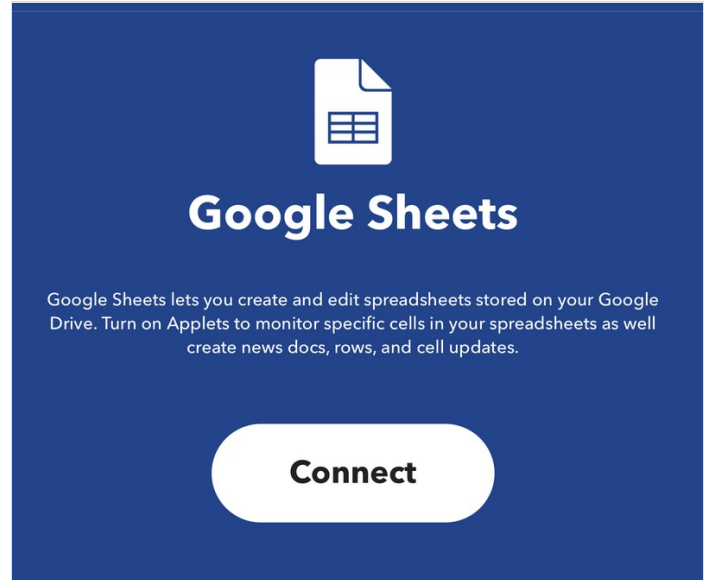 Google Sheets
Google Sheets lets you create and edit spreadsheets stored on your Google
Drive. Turn on Applets to monitor specific cells in your spreadsheets as well
create news docs, rows, and cell updates.
Connect